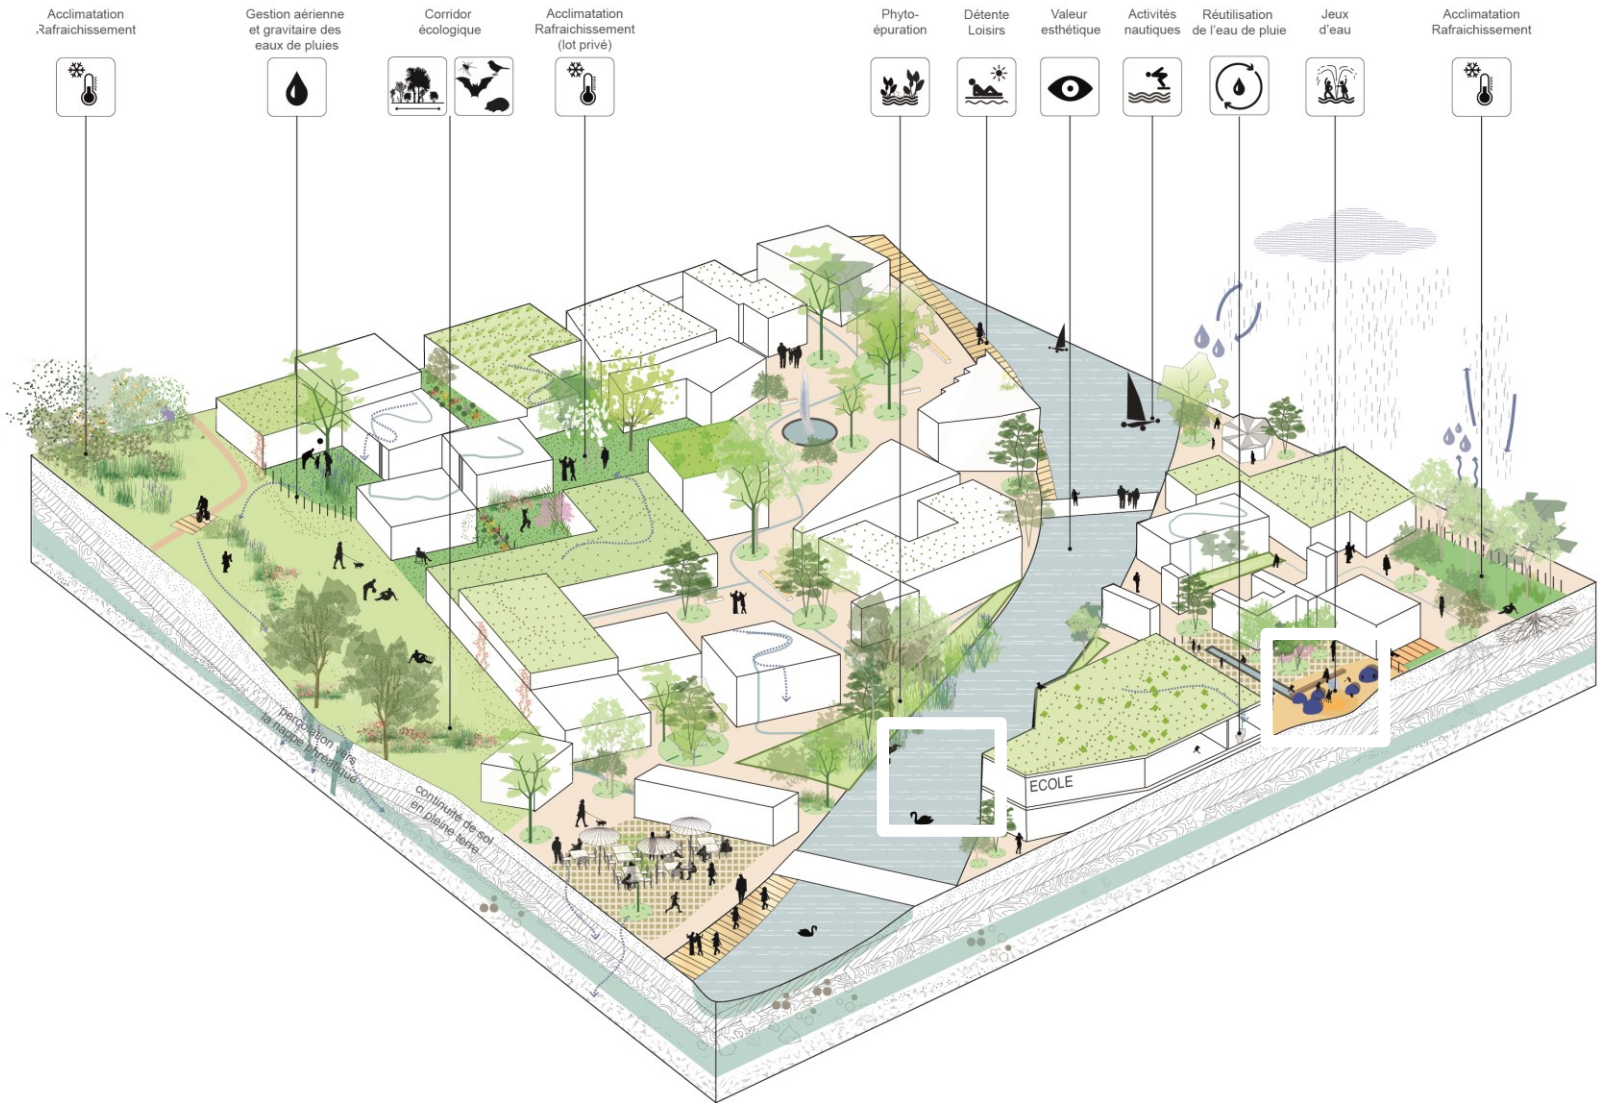 Acclimatation
Rafraichissement
Gestion aérienne
et gravitaire des
eaux de pluies
Corridor
écologique
Acclimatation
Rafraichissement
(lot privé)
Phyto-
épuration
Détente
Loisirs
Valeur
esthétique
Activités
nautiques
Réutilisation
de l'eau de pluie
Jeux
d'eau
Acclimatation
Rafraichissement
percolation vers
la nappe phréatique
continuité de sol
en pleine terre
ECOLE